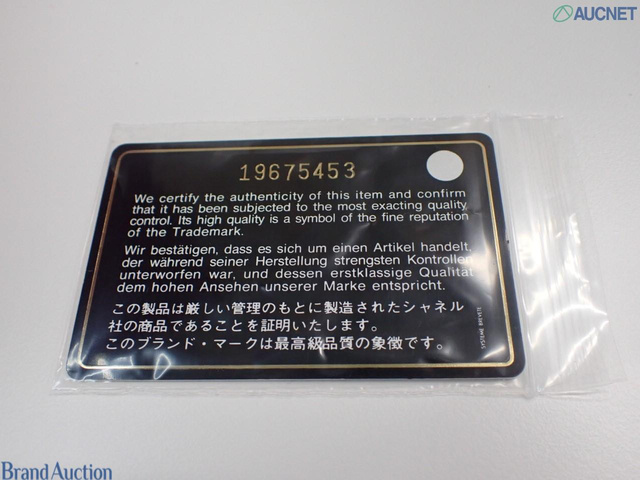 AUCNET
19675453
We certify the authenticity of this item and confirm
that it has been subjected to the most exacting quality
control. Its high quality is a symbol of the fine reputation
of the Trademark.
Wir bestätigen, dass es sich um einen Artikel handelt,
der während seiner Herstellung strengsten Kontrollen
unterworfen war, und dessen erstklassige Qualität
dem hohen Ansehen unserer Marke entspricht.
この製品は厳しい管理のもとに製造されたシャネル
社の商品であることを証明いたします。
このブランド・マークは最高級品質の象徴です。
SYSTEME BREVETE
Brand Auction